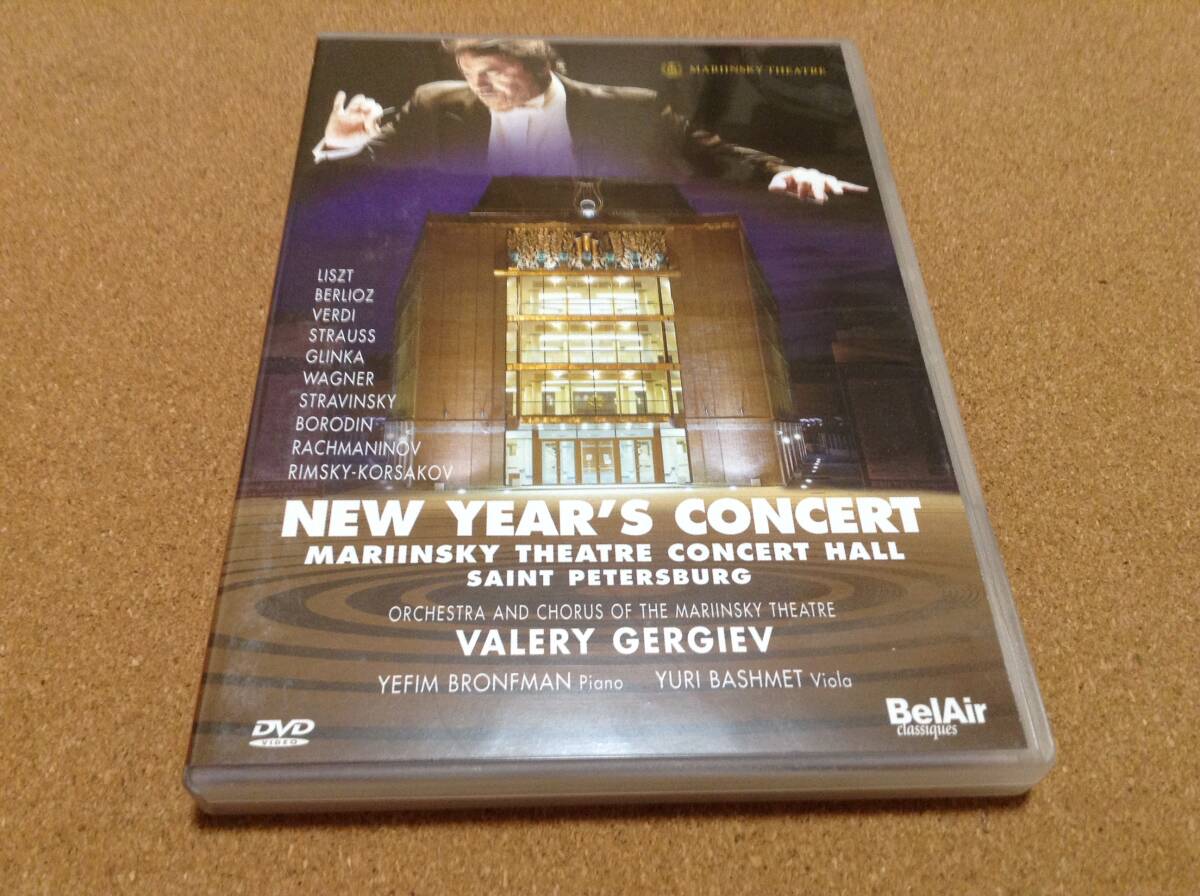 MARIINSKY THEATRE
LISZT
BERLIOZ
VERDI
STRAUSS
GLINKA
WAGNER
STRAVINSKY
BORODIN
RACHMANINOV
RIMSKY-KORSAKOV
NEW YEAR'S CONCERT
MARIINSKY THEATRE CONCERT HALL
SAINT PETERSBURG
ORCHESTRA AND CHORUS OF THE MARIINSKY THEATRE
VALERY GERGIEV
YEFIM BRONFMAN Piano YURI BASHMET Viola
DVD
VIDEO
BelAir
classiques